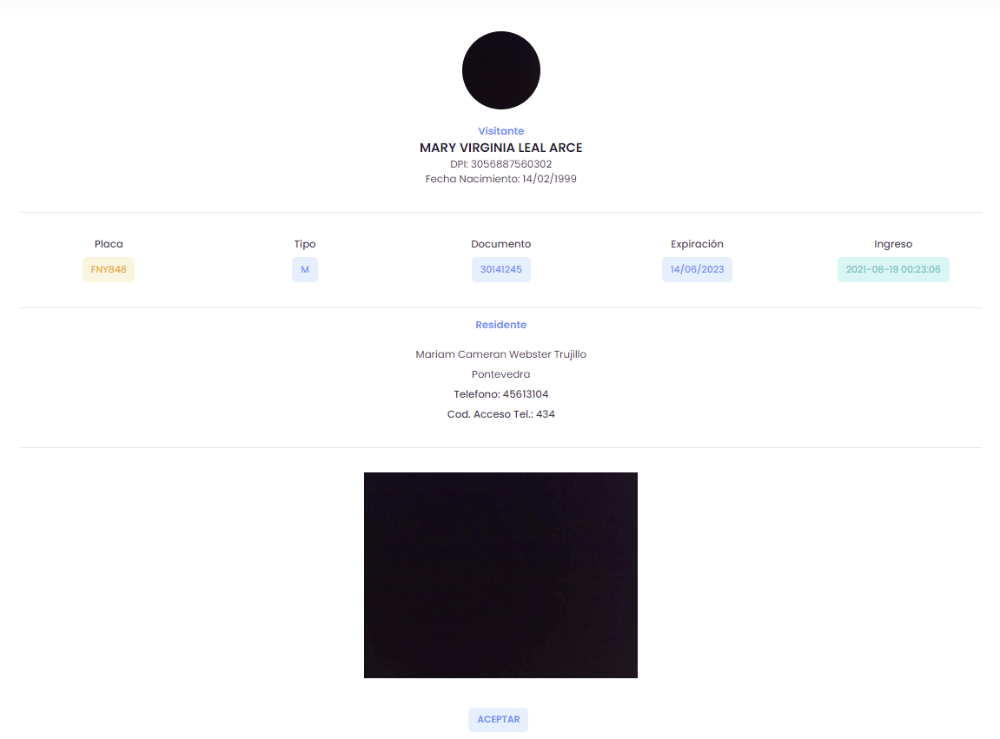 Visitante
MARY VIRGINIA LEAL ARCE
DPI: 3056887560302
Fecha Nacimiento: 14/02/1999
Placa
FNY848
Tipo
M
Documento
30141245
Expiración
14/06/2023
Ingreso
2021-08-19 00:23:06
Residente
Mariam Cameran Webster Trujillo
Pontevedra
Telefono: 45613104
Cod. Acceso Tel.: 434
ACEPTAR